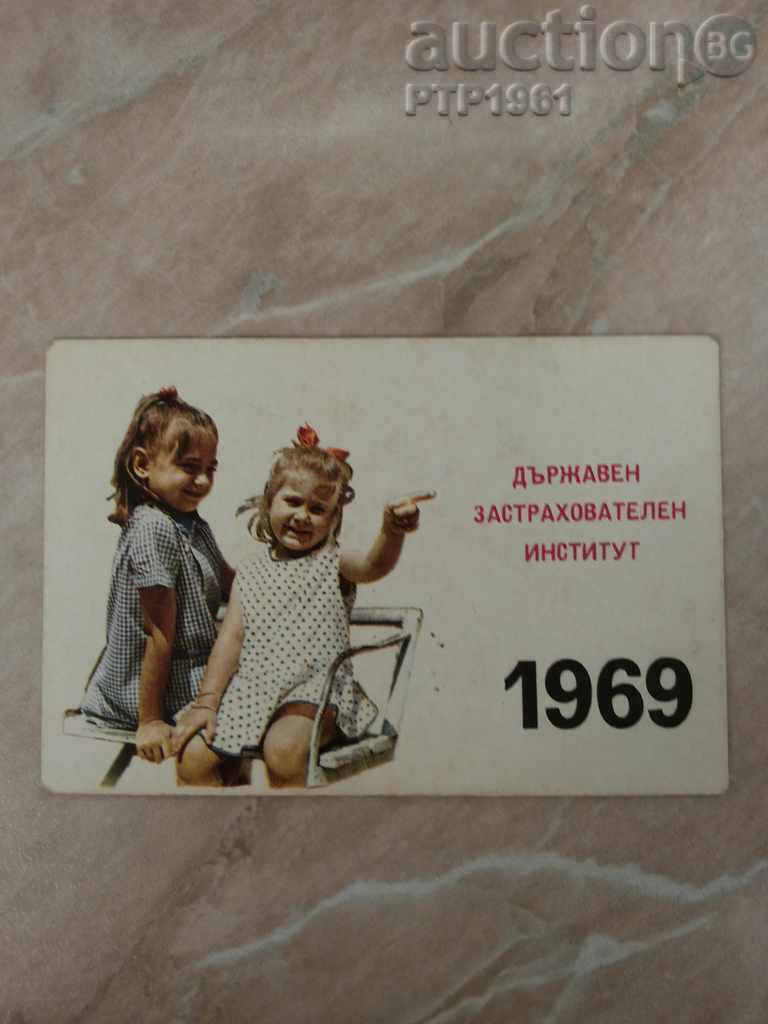 auction BG
PTP1961
ДЪРЖАВЕН
ЗАСТРАХОВАТЕЛЕН
ИНСТИТУТ
1969